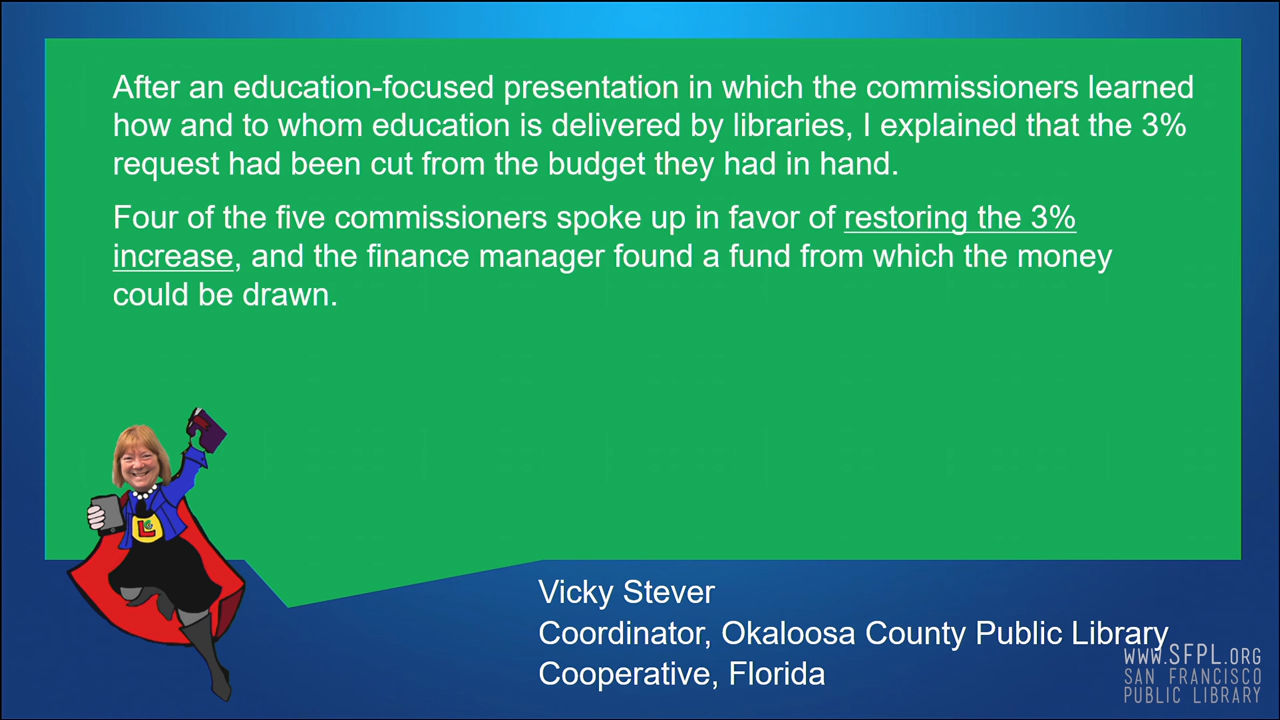 After an education-focused presentation in which the commissioners learned
how and to whom education is delivered by libraries, I explained that the 3%
request had been cut from the budget they had in hand.
Four of the five commissioners spoke up in favor of restoring the 3%
increase, and the finance manager found a fund from which the money
could be drawn.
L
Vicky Stever
Coordinator, Okaloosa County Public Library
Cooperative, Florida
WWW.SFPL.ORG
SAN FRANCISCO
PUBLIC LIBRARY